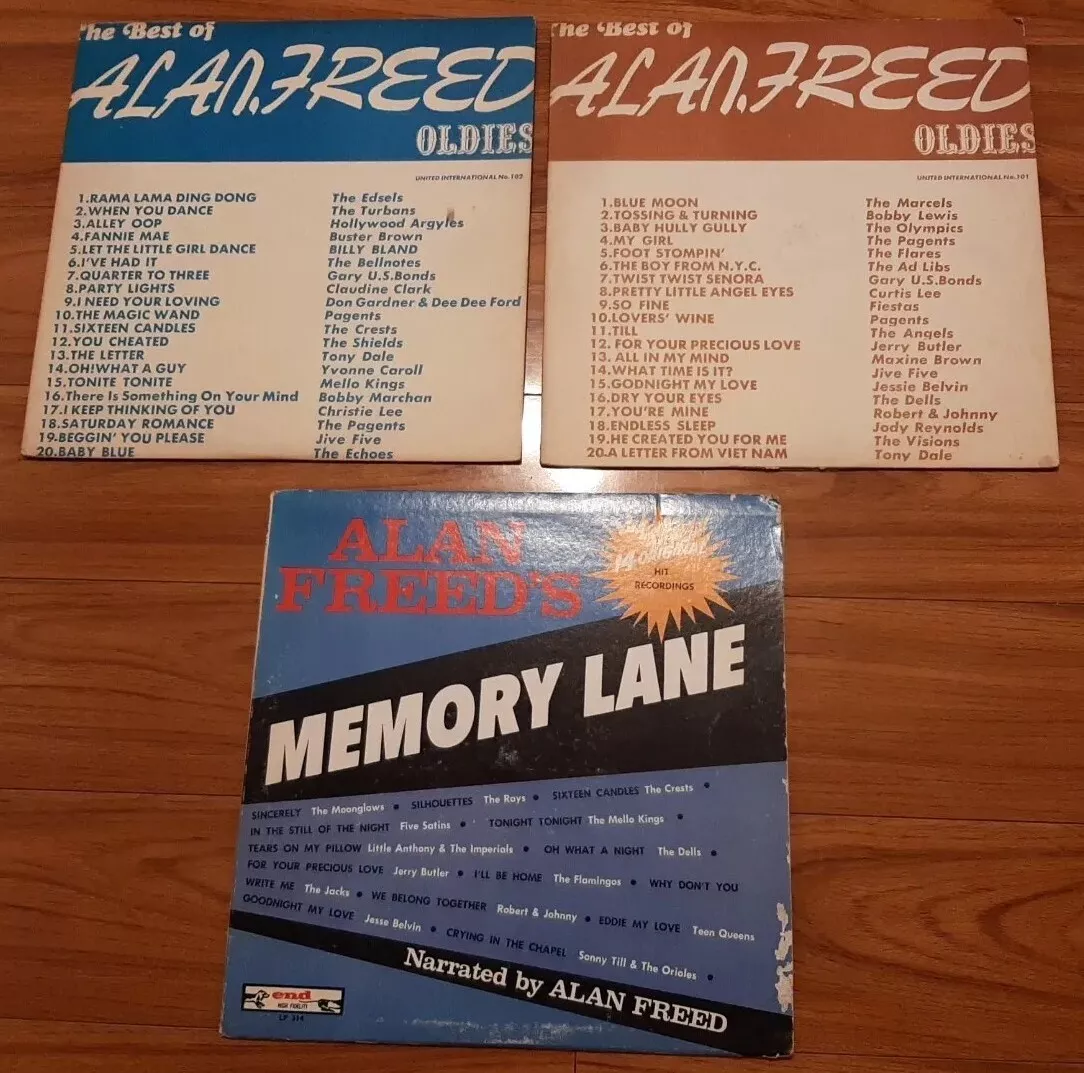 The Best of
ALAN FREED
OLDIES
UNITED INTERNATIONAL No. 102
1.RAMA LAMA DING DONG The Edsels
2.WHEN YOU DANCE The Turbans
3.ALLEY OOP Hollywood Argyles
4.FANNIE MAE Buster Brown
5.LET THE LITTLE GIRL DANCE BILLY BLAND
6.I'VE HAD IT The Bellnotes
7.QUARTER TO THREE Gary U.S.Bonds
8.PARTY LIGHTS Claudine Clark
9.I NEED YOUR LOVING Don Gardner & Dee Dee Ford
10.THE MAGIC WAND Pagents
11.SIXTEEN CANDLES The Crests
12.YOU CHEATED The Shields
13.THE LETTER Tony Dale
14.OH!WHAT A GUY Yvonne Caroll
15.TONITE TONITE Mello Kings
16.There Is Something On Your Mind Bobby Marchan
17.I KEEP THINKING OF YOU Christie Lee
18.SATURDAY ROMANCE The Pagents
19.BEGGIN' YOU PLEASE Jive Five
20.BABY BLUE The Echoes
The Best of
ALAN FREED
OLDIES
UNITED INTERNATIONAL No.101
1.BLUE MOON The Marcels
2.TOSSING & TURNING Bobby Lewis
3.BABY HULLY GULLY The Olympics
4.MY GIRL The Pagents
5.FOOT STOMPIN' The Flares
6.THE BOY FROM N.Y.C. The Ad Libs
7.TWIST TWIST SENORA Gary U.S.Bonds
8.PRETTY LITTLE ANGEL EYES Curtis Lee
9.SO FINE Fiestas
10.LOVERS' WINE Pagents
11.TILL The Angels
12. FOR YOUR PRECIOUS LOVE Jerry Butler
13. ALL IN MY MIND Maxine Brown
14.WHAT TIME IS IT? Jive Five
15.GODNIGHT MY LOVE Jessie Belvin
16.DRY YOUR EYES The Dells
17.YOU'RE MINE Robert & Johnny
18.ENDLESS SLEEP Jody Reynolds
19.HE CREATED YOU FOR ME The Visions
20.A LETTER FROM VIET NAM Tony Dale
ALAN
FREED'S
14 ORIGINAL
HIT
RECORDINGS
MEMORY LANE
SINCERELY The Moonglows • SILHOUETTES The Rays • SIXTEEN CANDLES The Crests •
IN THE STILL OF THE NIGHT Five Satins • TONIGHT TONIGHT The Mello Kings •
TEARS ON MY PILLOW Little Anthony & The Imperials • OH WHAT A NIGHT The Dells •
FOR YOUR PRECIOUS LOVE Jerry Butler • I'LL BE HOME The Flamingos • WHY DON'T YOU
WRITE ME The Jacks • WE BELONG TOGETHER Robert & Johnny • EDDIE MY LOVE Teen Queens
GOODNIGHT MY LOVE Jesse Belvin • CRYING IN THE CHAPEL Sonny Till & The Orioles •
Narrated by ALAN FREED
end
HIGH FIDELITY
LP 314